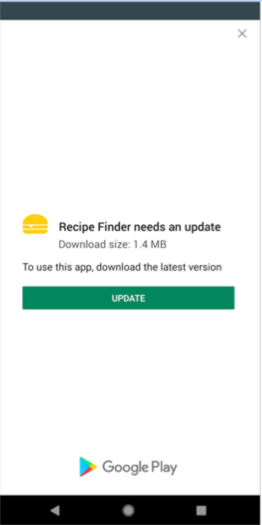 Recipe Finder needs an update
Download size: 1.4 MB
To use this app, download the latest version
UPDATE
Google Play